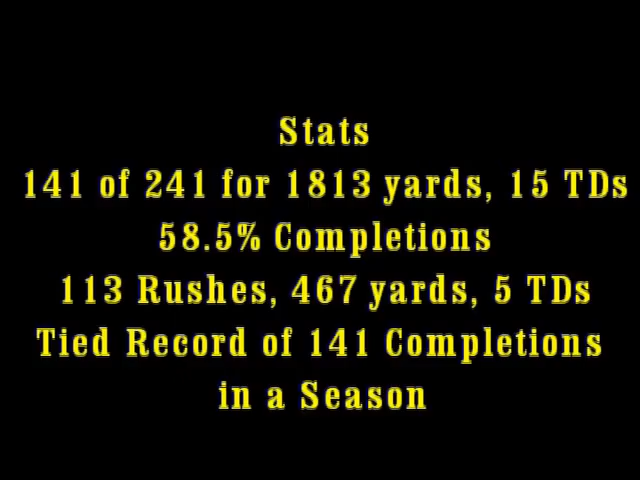 Stats
141 of 241 for 1813 yards, 15 TDs
58.5% Completions
113 Rushes, 467 yards, 5 TDs
Tied Record of 141 Completions
in a Season